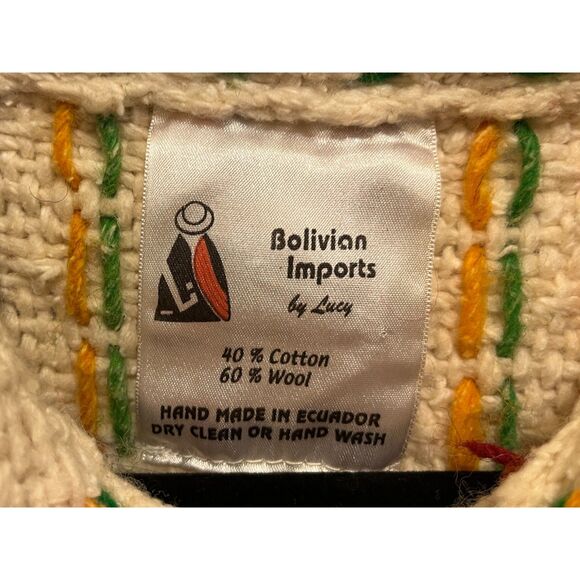 Bolivian
Imports
by Lucy
40 % Cotton
60 % Wool
HAND MADE IN ECUADOR
DRY CLEAN OR HAND WASH